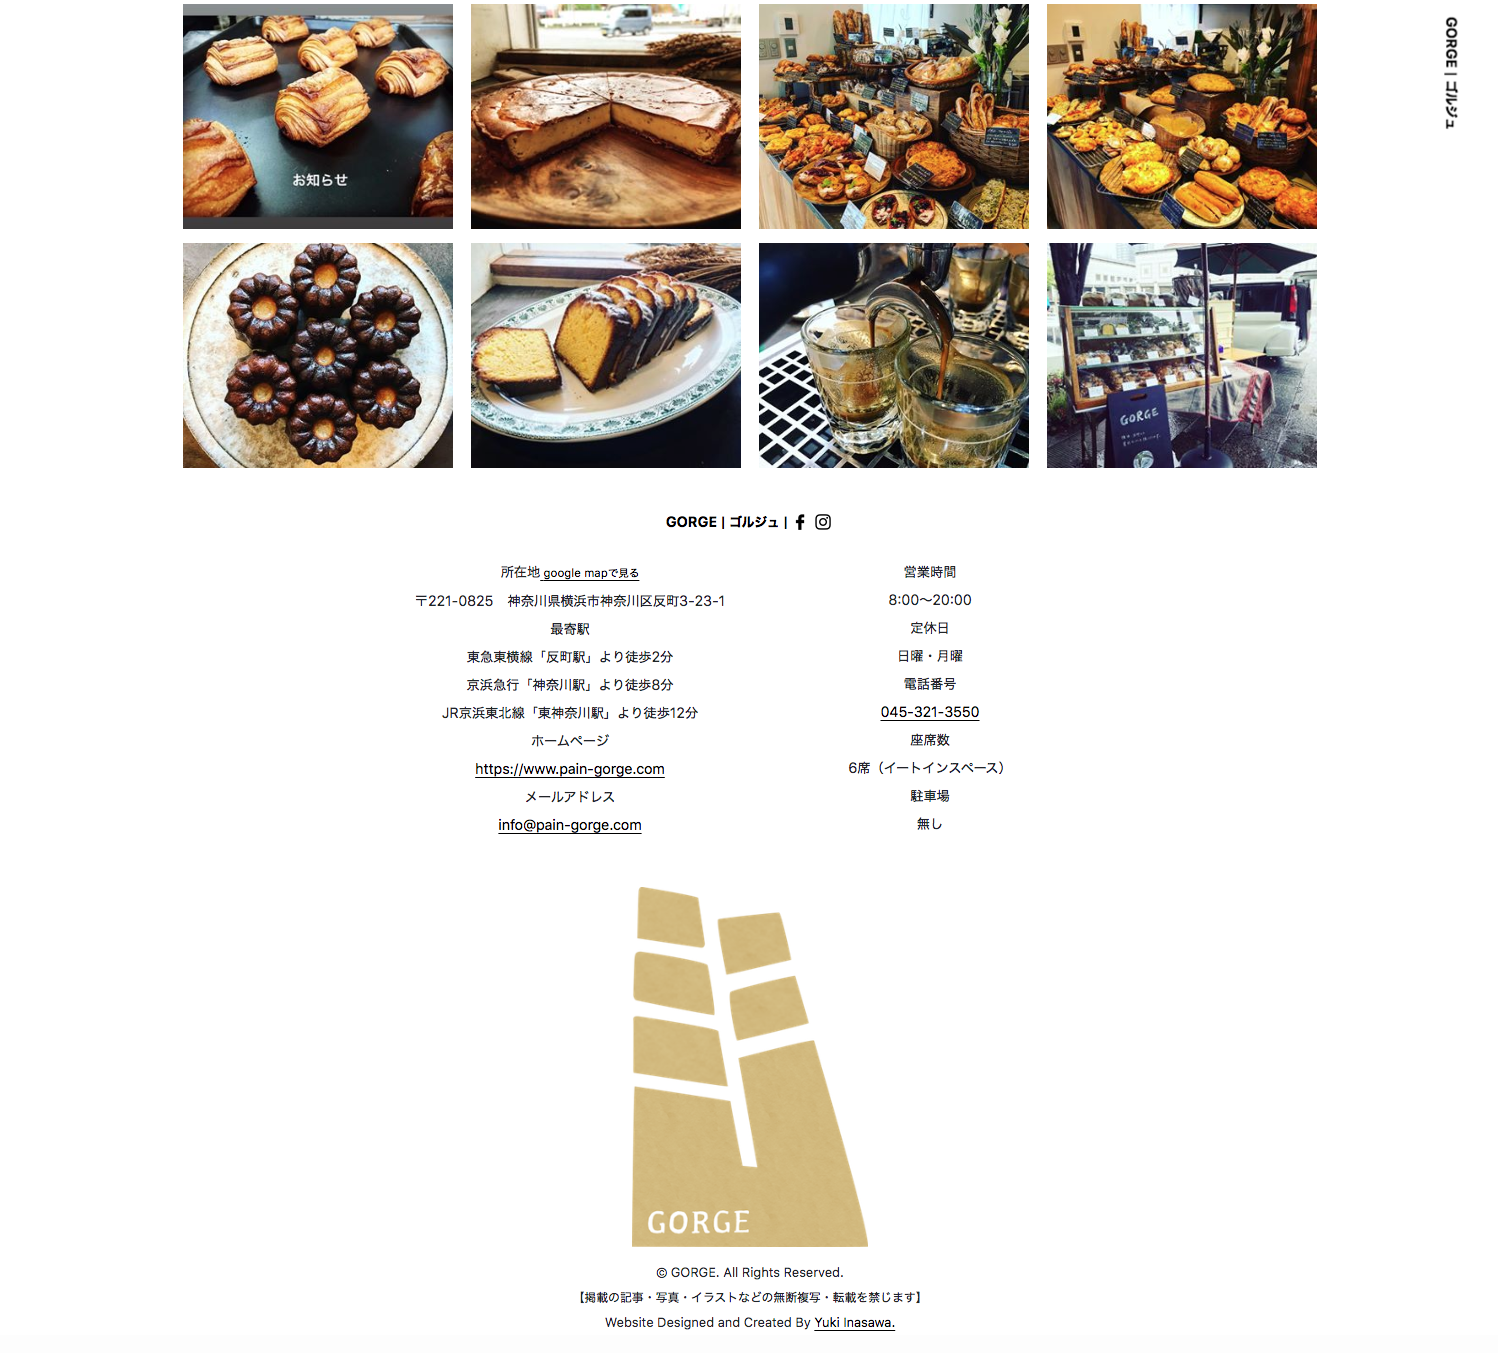 GORGE | ゴルジュ
お知らせ
GORGE
GORGE | ゴルジュ |
所在地 google mapで見る
〒221-0825　神奈川県横浜市神奈川区反町3-23-1
最寄駅
東急東横線「反町駅」より徒歩2分
京浜急行「神奈川駅」より徒歩8分
JR京浜東北線「東神奈川駅」より徒歩12分
ホームページ
https://www.pain-gorge.com
メールアドレス
info@pain-gorge.com
営業時間
8:00〜20:00
定休日
日曜・月曜
電話番号
045-321-3550
座席数
6席（イートインスペース）
駐車場
無し
GORGE
© GORGE. All Rights Reserved.
【掲載の記事・写真・イラストなどの無断複写・転載を禁じます】
Website Designed and Created By Yuki Inasawa.